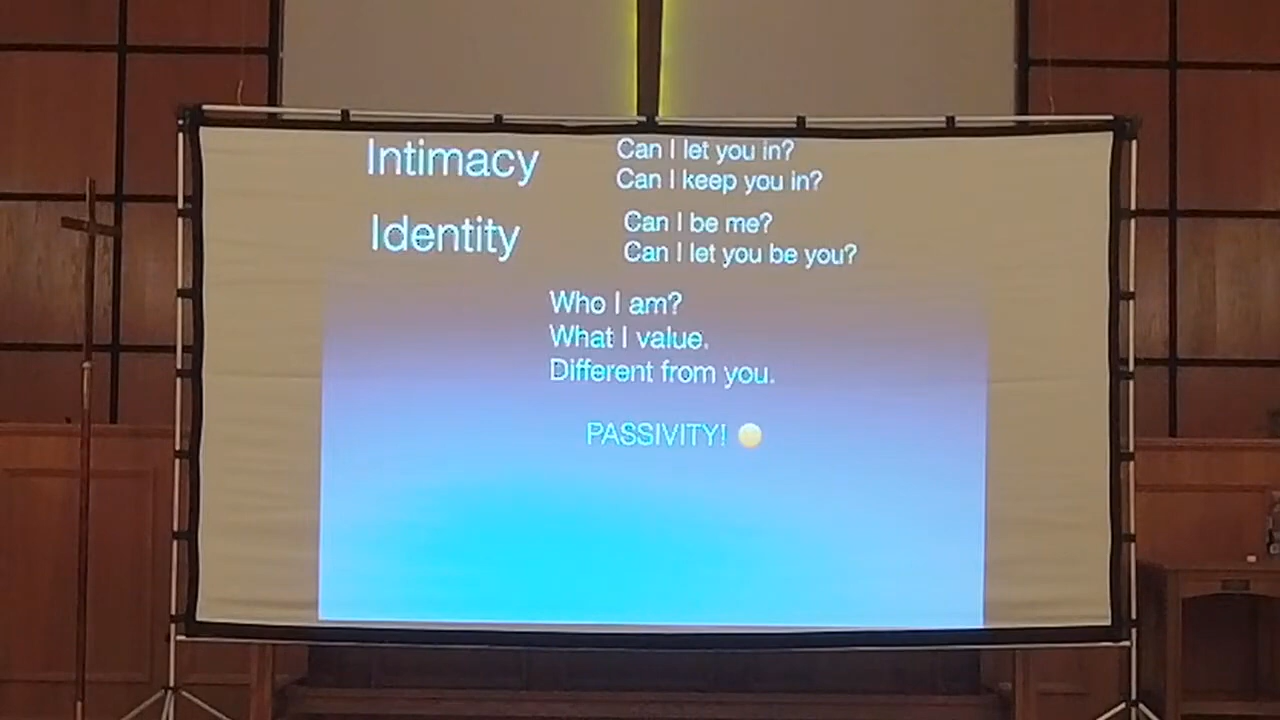 Intimacy
Can I let you in?
Can I keep you in?
Identity
Can I be me?
Can I let you be you?
Who I am?
What I value.
Different from you.
PASSIVITY!